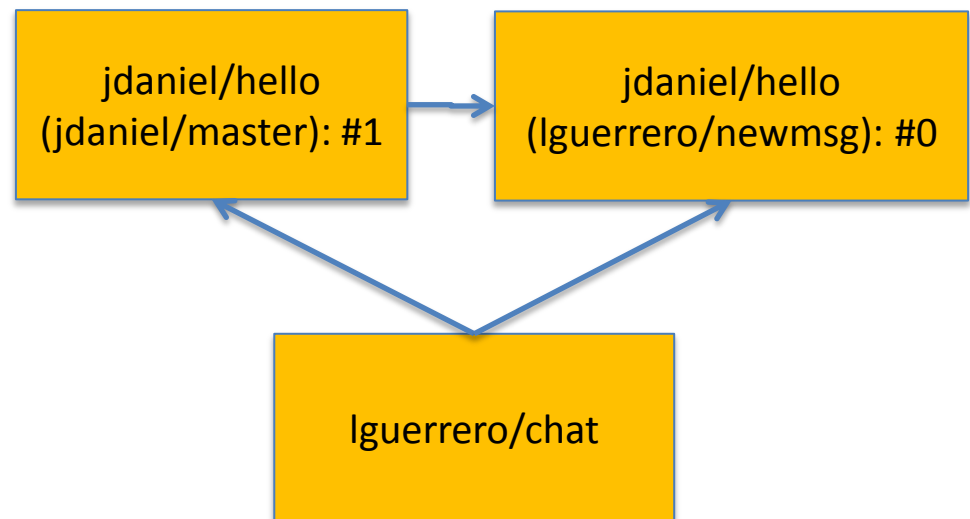 jdaniel/hello
(jdaniel/master): #1
jdaniel/hello
(lguerrero/newmsg): #0
lguerrero/chat